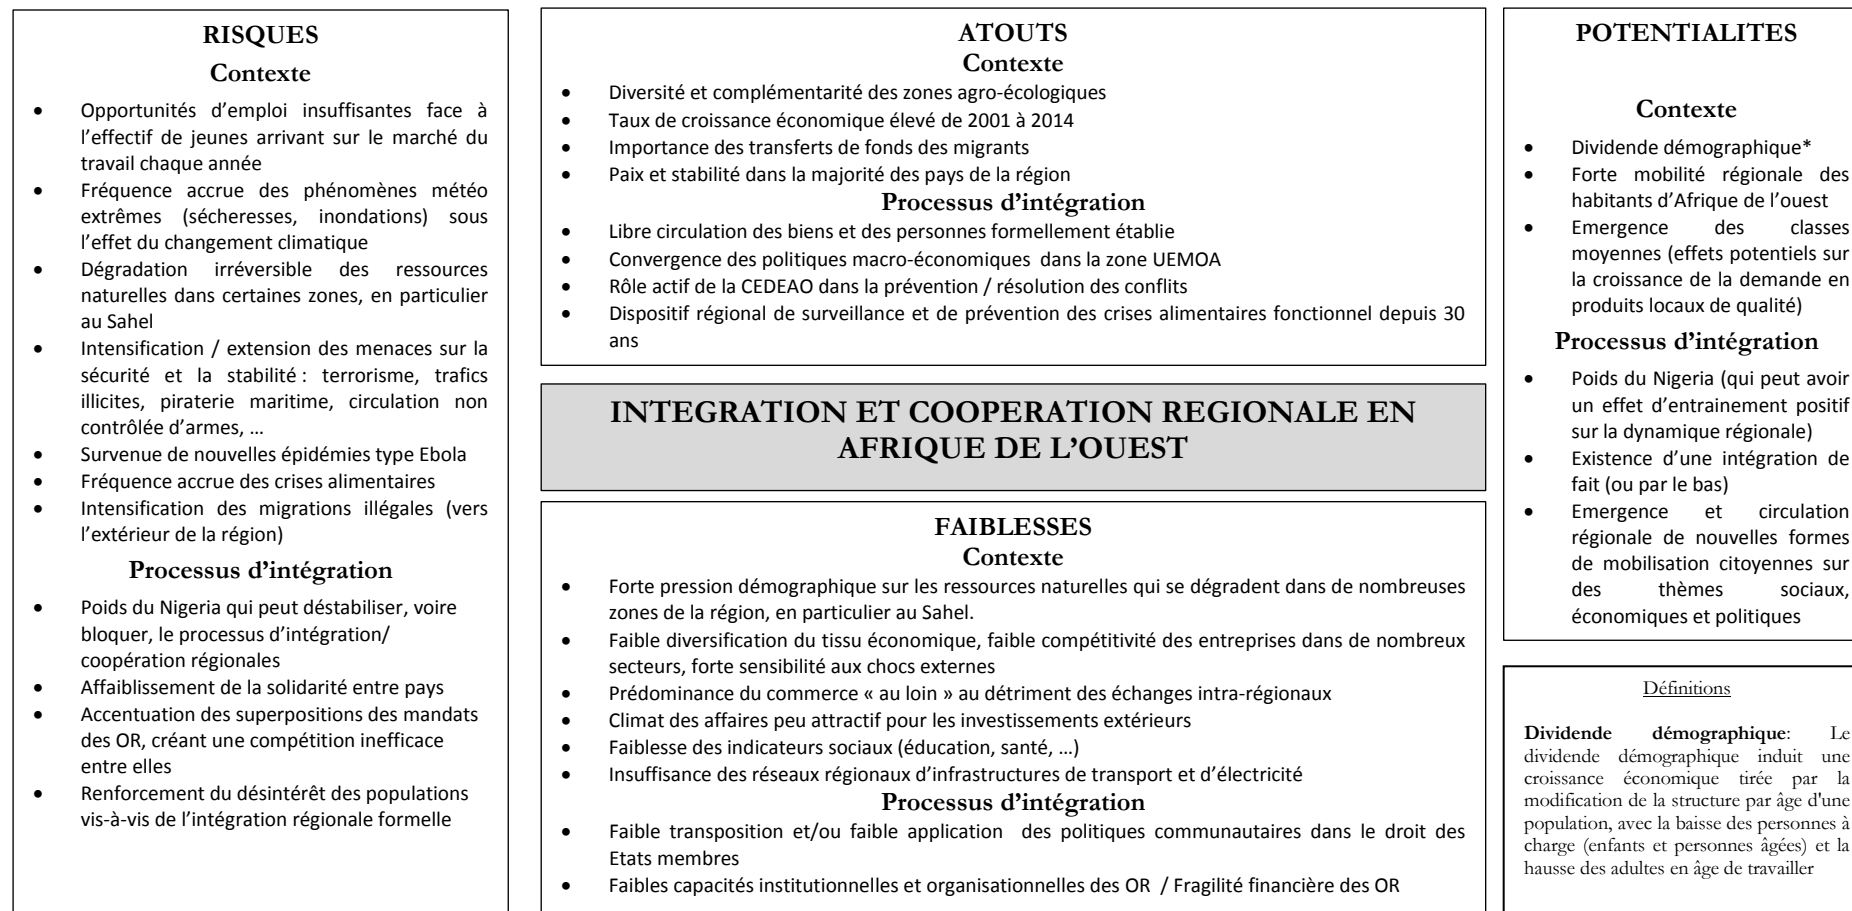 RISQUES
Contexte
• Opportunités d'emploi insuffisantes face à
l'effectif de jeunes arrivant sur le marché du
travail chaque année
• Fréquence accrue des phénomènes météo
extrêmes (sécheresses, inondations) sous
l'effet du changement climatique
• Dégradation irréversible des ressources
naturelles dans certaines zones, en particulier
au Sahel
• Intensification / extension des menaces sur la
sécurité et la stabilité : terrorisme, trafics
illicites, piraterie maritime, circulation non
contrôlée d'armes, …
• Survenue de nouvelles épidémies type Ebola
• Fréquence accrue des crises alimentaires
• Intensification des migrations illégales (vers
l'extérieur de la région)
Processus d'intégration
• Poids du Nigeria qui peut déstabiliser, voire
bloquer, le processus d'intégration/
coopération régionales
• Affaiblissement de la solidarité entre pays
• Accentuation des superpositions des mandats
des OR, créant une compétition inefficace
entre elles
• Renforcement du désintérêt des populations
vis-à-vis de l'intégration régionale formelle
ATOUTS
Contexte
• Diversité et complémentarité des zones agro-écologiques
• Taux de croissance économique élevé de 2001 à 2014
• Importance des transferts de fonds des migrants
• Paix et stabilité dans la majorité des pays de la région
Processus d'intégration
• Libre circulation des biens et des personnes formellement établie
• Convergence des politiques macro-économiques dans la zone UEMOA
• Rôle actif de la CEDEAO dans la prévention / résolution des conflits
• Dispositif régional de surveillance et de prévention des crises alimentaires fonctionnel depuis 30
ans
INTEGRATION ET COOPERATION REGIONALE EN
AFRIQUE DE L'OUEST
FAIBLESSES
Contexte
• Forte pression démographique sur les ressources naturelles qui se dégradent dans de nombreuses
zones de la région, en particulier au Sahel.
• Faible diversification du tissu économique, faible compétitivité des entreprises dans de nombreux
secteurs, forte sensibilité aux chocs externes
• Prédominance du commerce « au loin » au détriment des échanges intra-régionaux
• Climat des affaires peu attractif pour les investissements extérieurs
• Faiblesse des indicateurs sociaux (éducation, santé, …)
• Insuffisance des réseaux régionaux d'infrastructures de transport et d'électricité
Processus d'intégration
• Faible transposition et/ou faible application des politiques communautaires dans le droit des
Etats membres
• Faibles capacités institutionnelles et organisationnelles des OR / Fragilité financière des OR
POTENTIALITES
Contexte
• Dividende démographique*
• Forte mobilité régionale des
habitants d'Afrique de l'ouest
• Emergence des classes
moyennes (effets potentiels sur
la croissance de la demande en
produits locaux de qualité)
Processus d'intégration
• Poids du Nigeria (qui peut avoir
un effet d'entrainement positif
sur la dynamique régionale)
• Existence d'une intégration de
fait (ou par le bas)
• Emergence et circulation
régionale de nouvelles formes
de mobilisation citoyennes sur
des thèmes sociaux,
économiques et politiques
Définitions
Dividende démographique: Le
dividende démographique induit une
croissance économique tirée par la
modification de la structure par âge d'une
population, avec la baisse des personnes à
charge (enfants et personnes âgées) et la
hausse des adultes en âge de travailler